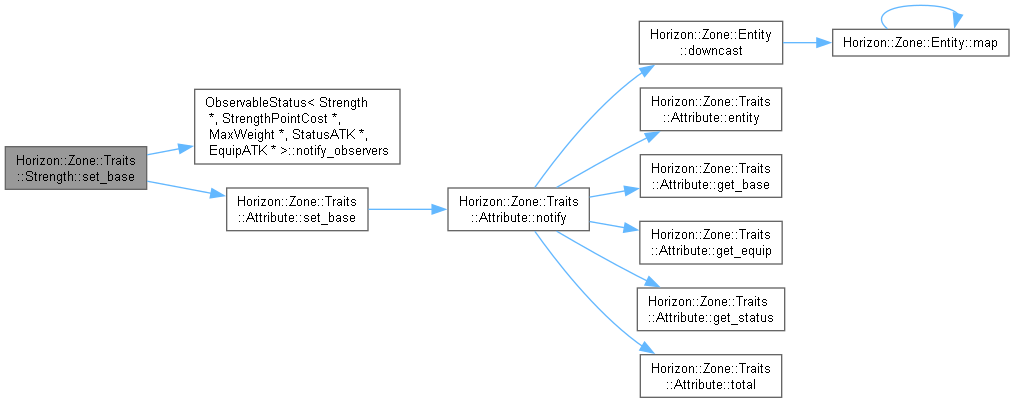 Horizon::Zone::Traits
::Strength::set_base
ObservableStatus< Strength
*, StrengthPointCost *,
MaxWeight *, StatusATK *,
EquipATK * >::notify_observers
Horizon::Zone::Traits
::Attribute::set_base
Horizon::Zone::Traits
::Attribute::notify
Horizon::Zone::Entity
::downcast
Horizon::Zone::Entity::map
Horizon::Zone::Traits
::Attribute::entity
Horizon::Zone::Traits
::Attribute::get_base
Horizon::Zone::Traits
::Attribute::get_equip
Horizon::Zone::Traits
::Attribute::get_status
Horizon::Zone::Traits
::Attribute::total